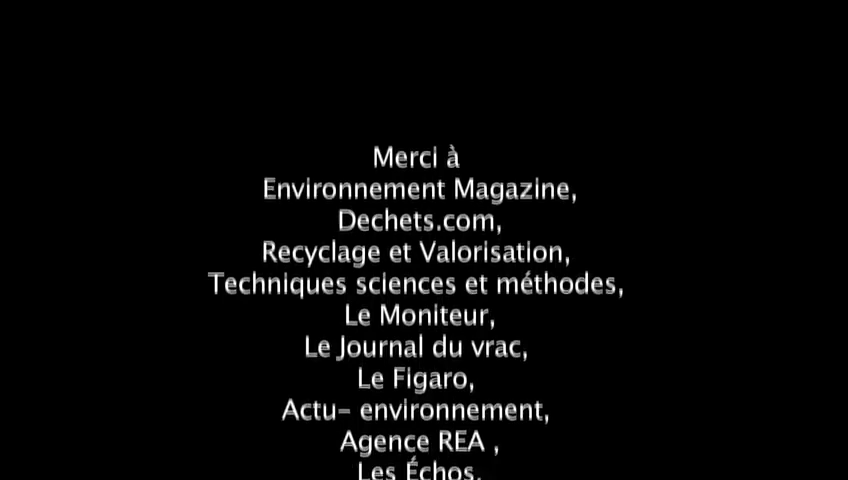 Merci à
Environnement Magazine,
Dechets.com,
Recyclage et Valorisation,
Techniques sciences et méthodes,
Le Moniteur,
Le Journal du vrac,
Le Figaro,
Actu- environnement,
Agence REA ,
Les Échos,